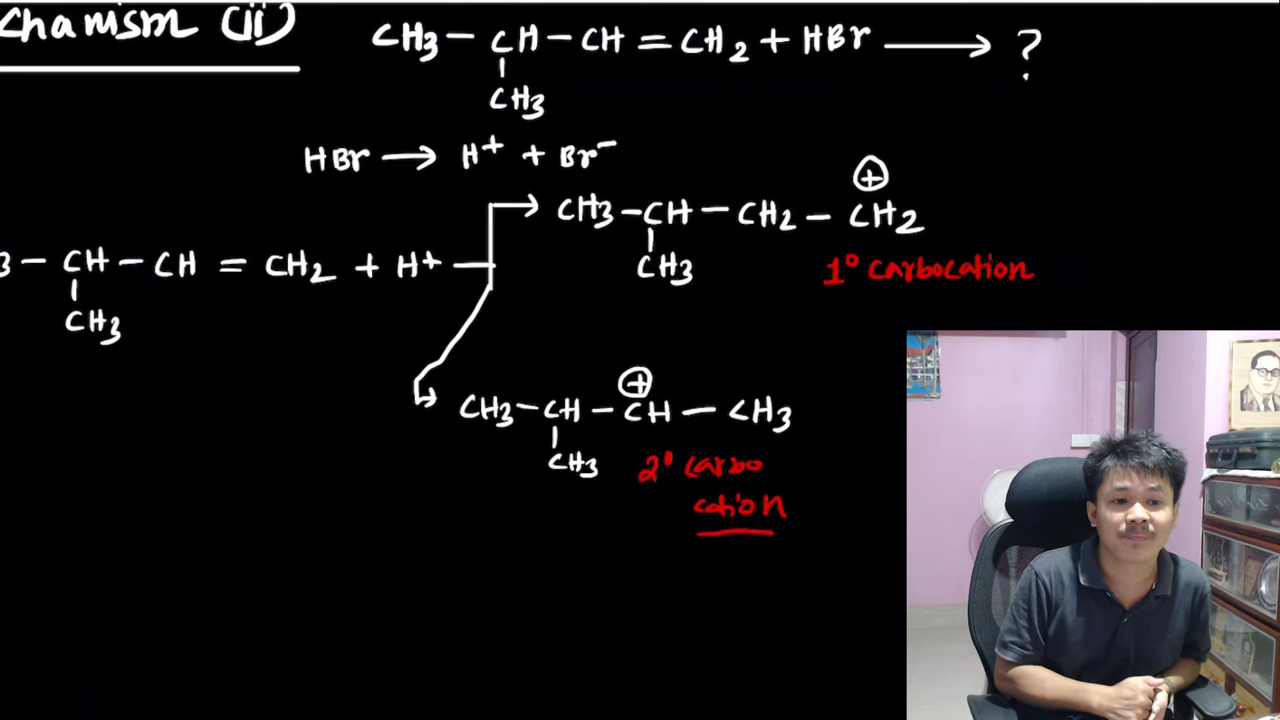 chanism (ii)
CH3 — CH — CH = CH2 + HBr ⟶ ?
|
CH3
HBr ⟶ H+ + Br−
⊕
CH3 — CH — CH2 — CH2
|
CH3
1° carbocation
3 — CH — CH = CH2 + H+
|
CH3
⊕
CH3 — CH — CH — CH3
|
CH3
2° carbo
cation